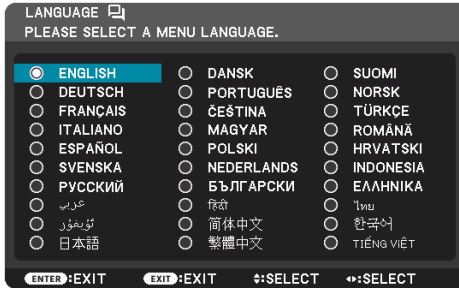 LANGUAGE
PLEASE SELECT A MENU LANGUAGE.
ENGLISH DANSK SUOMI
DEUTSCH PORTUGUÊS NORSK
FRANÇAIS ČEŠTINA TÜRKÇE
ITALIANO MAGYAR ROMÂNĂ
ESPAÑOL POLSKI HRVATSKI
SVENSKA NEDERLANDS INDONESIA
РУССКИЙ БЪЛГАРСКИ ΕΛΛΗΝΙΚΑ
عربي हिंदी ไทย
ئۇيغۇر 简体中文 한국어
日本語 繁體中文 TIẾNG VIỆT
ENTER:EXIT EXIT:EXIT :SELECT :SELECT